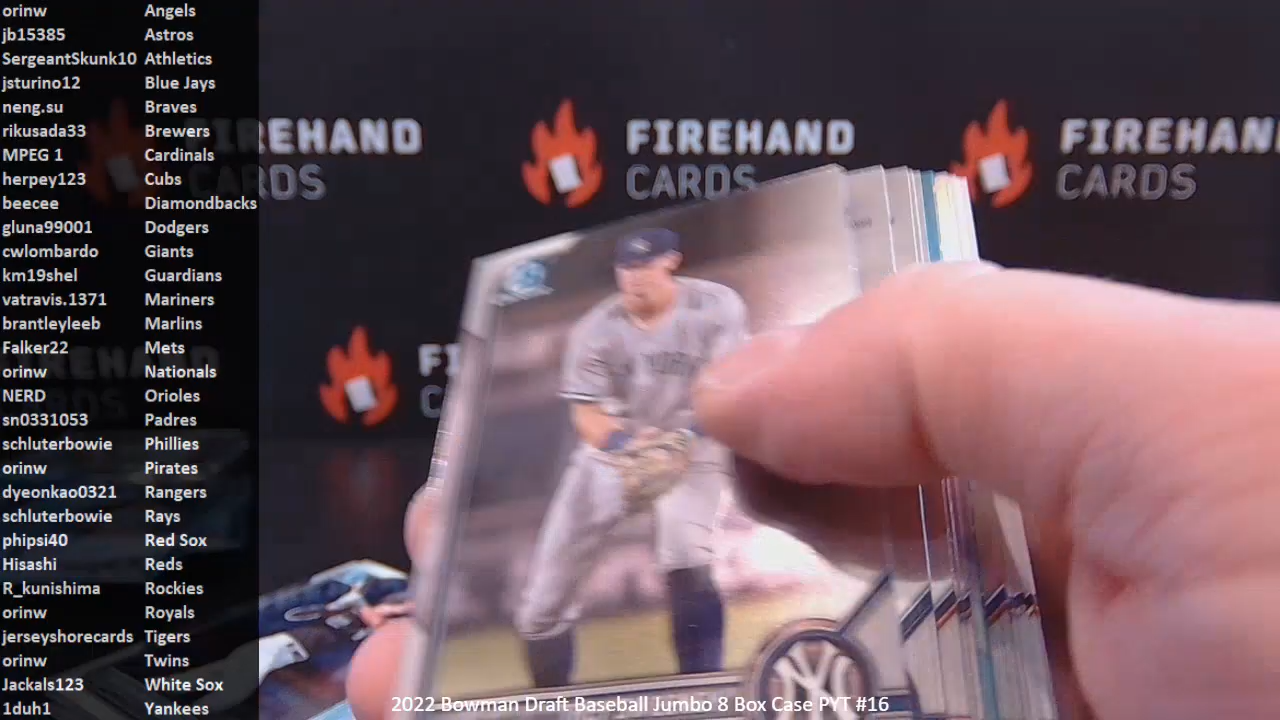 orinw Angels
jb15385 Astros
SergeantSkunk10 Athletics
jsturino12 Blue Jays
neng.su Braves
rikusada33 Brewers
MPEG 1 Cardinals
herpey123 Cubs
beecee Diamondbacks
gluna99001 Dodgers
cwlombardo Giants
km19shel Guardians
vatravis.1371 Mariners
brantleyleeb Marlins
Falker22 Mets
orinw Nationals
NERD Orioles
sn0331053 Padres
schluterbowie Phillies
orinw Pirates
dyeonkao0321 Rangers
schluterbowie Rays
phipsi40 Red Sox
Hisashi Reds
R_kunishima Rockies
orinw Royals
jerseyshorecards Tigers
orinw Twins
Jackals123 White Sox
1duh1 Yankees
FIREHAND
CARDS
FIREHAND
CARDS
FIREHAN
CARDS
NY
2022 Bowman Draft Baseball Jumbo 8 Box Case PYT #16